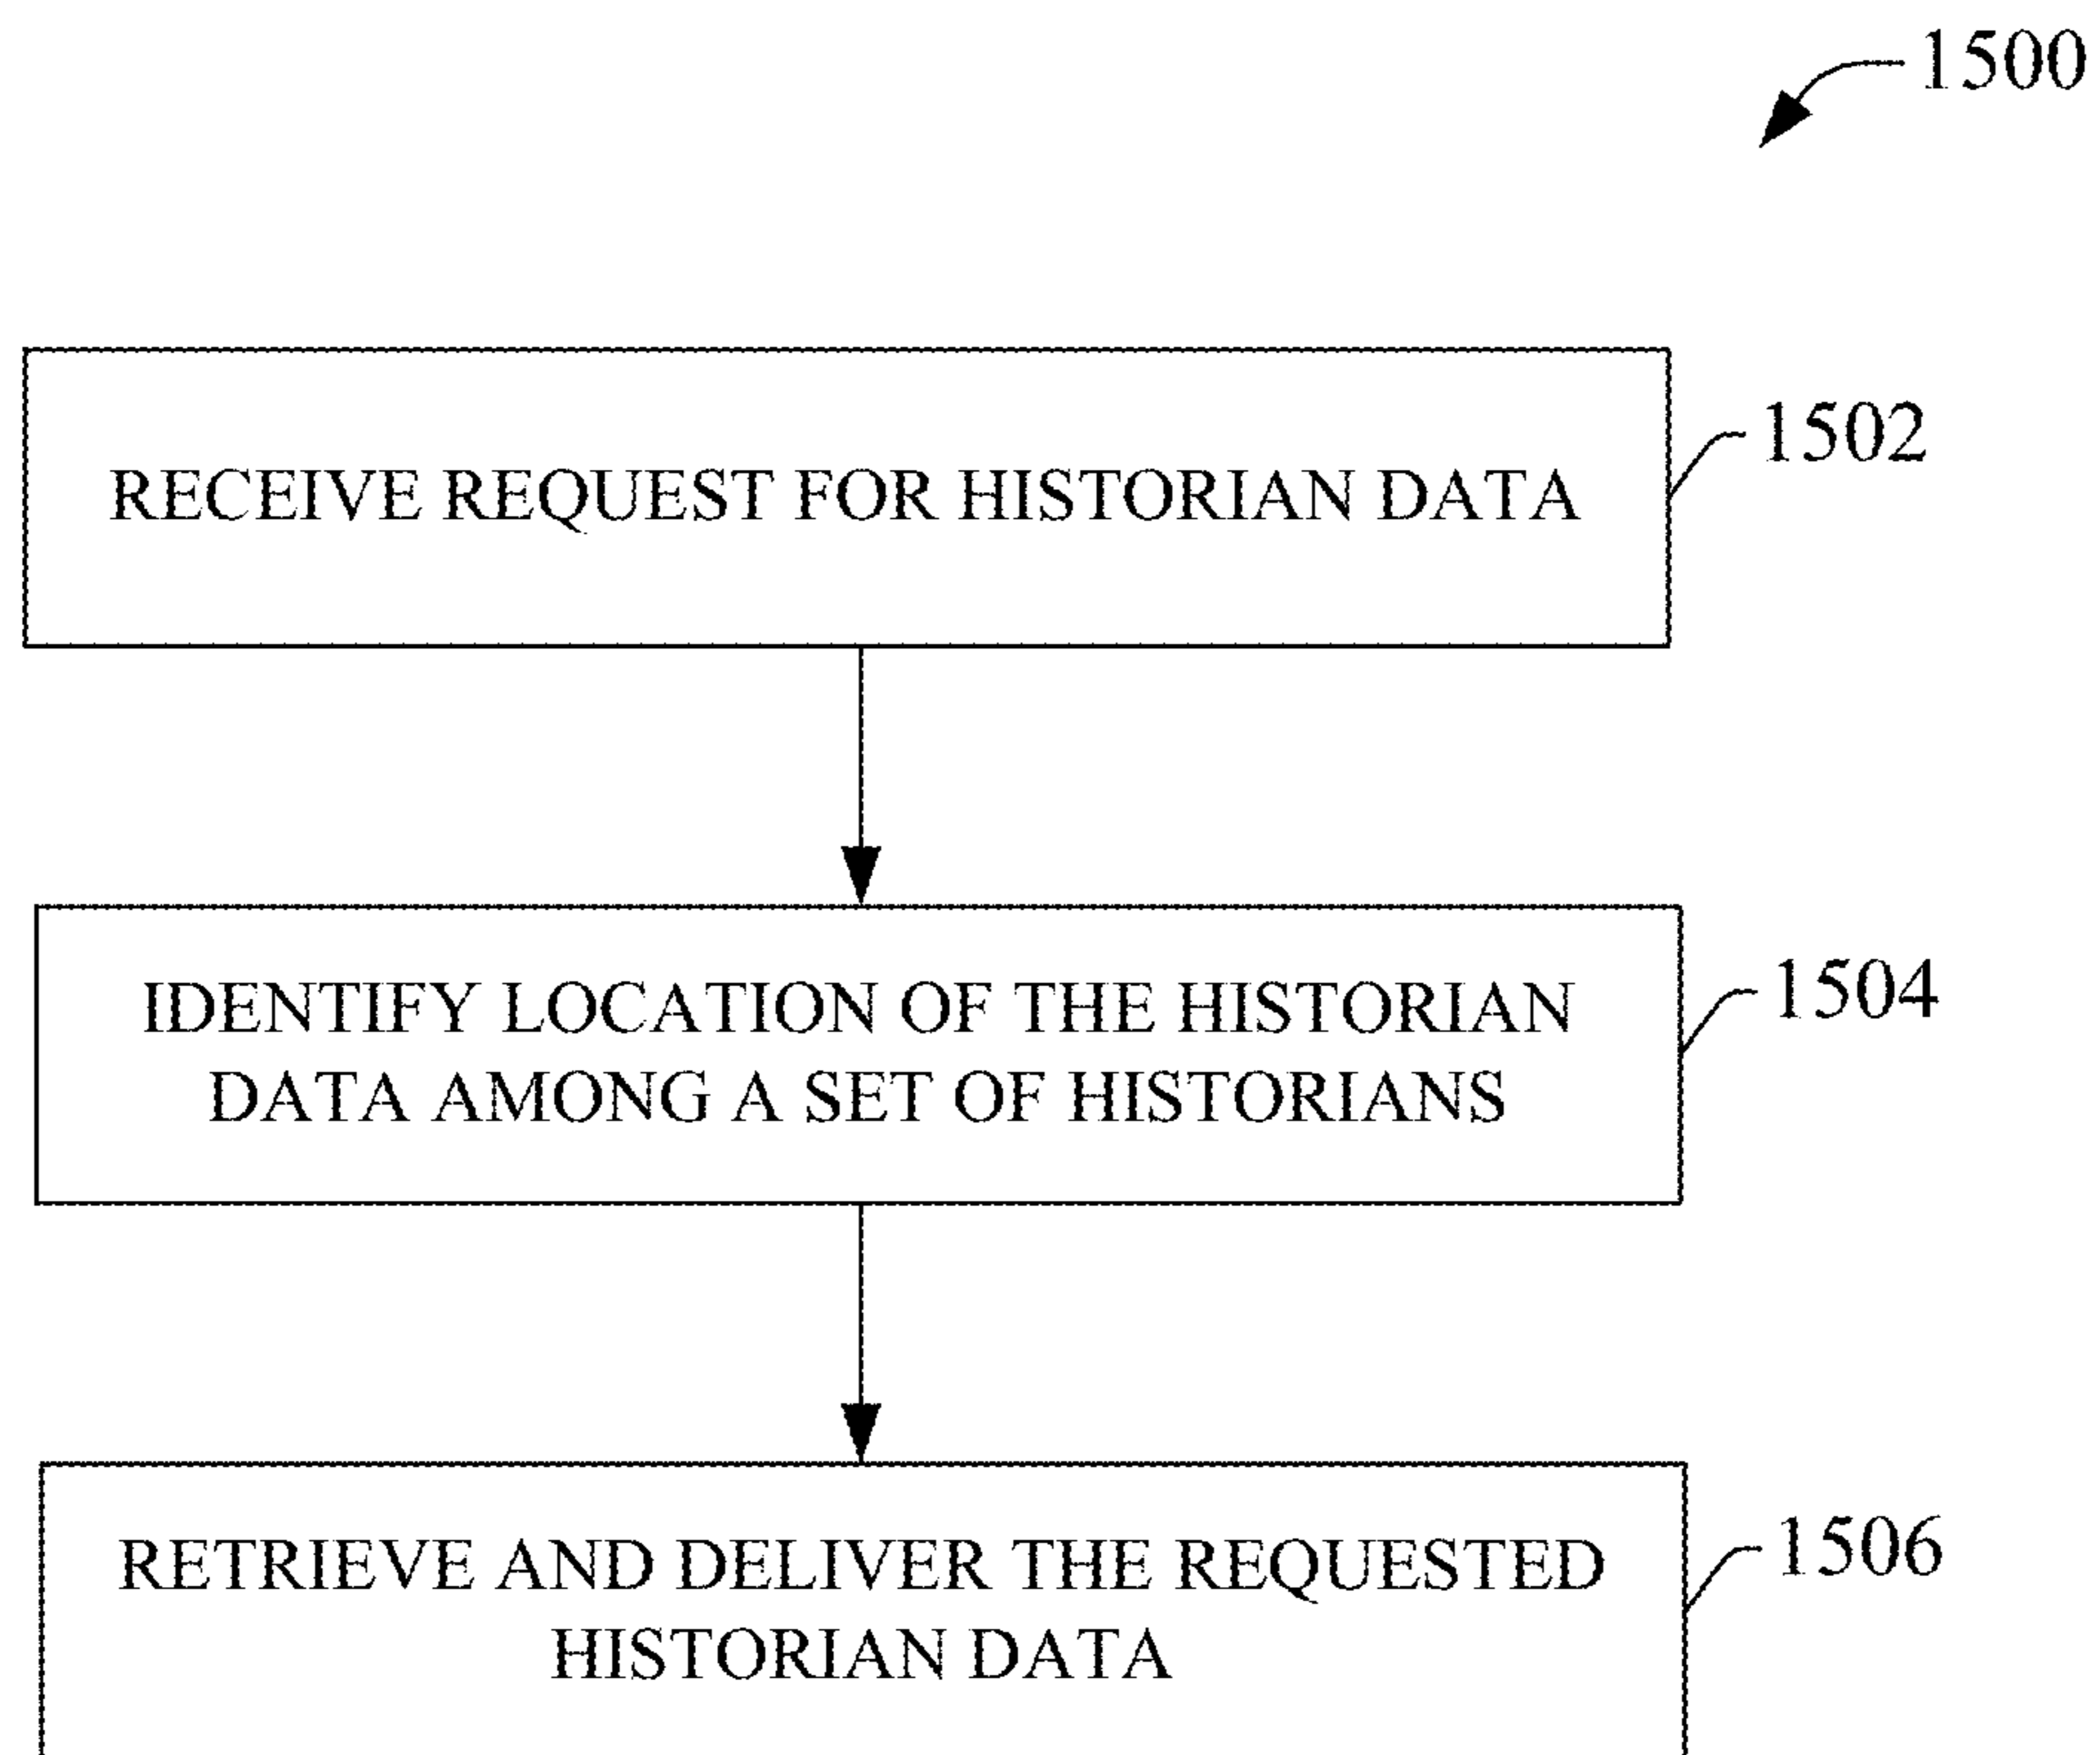 1500
RECEIVE REQUEST FOR HISTORIAN DATA
1502
IDENTIFY LOCATION OF THE HISTORIAN
DATA AMONG A SET OF HISTORIANS
1504
RETRIEVE AND DELIVER THE REQUESTED
HISTORIAN DATA
1506